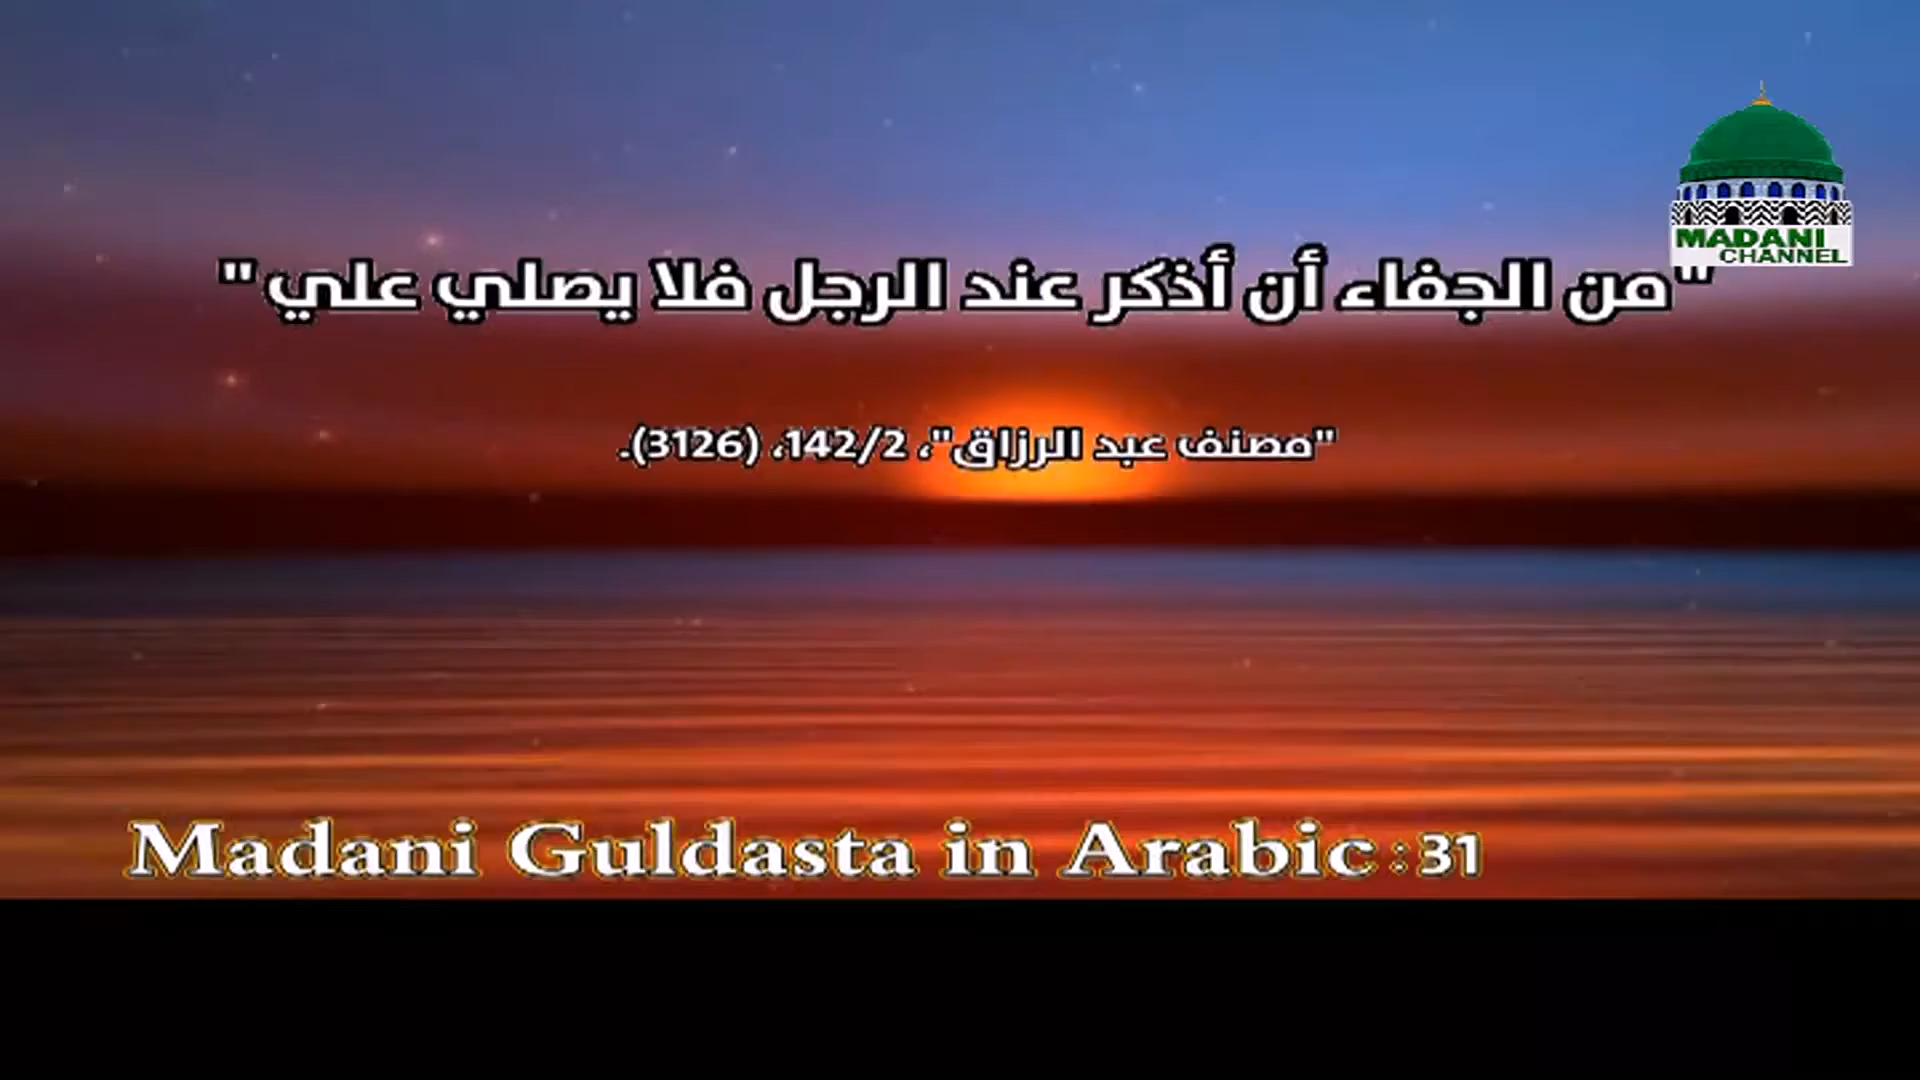 MADANI
CHANNEL
"من الجفاء أن أذكر عند الرجل فلا يصلي علي"
"مصنف عبد الرزاق"، 142/2، (3126).
Madani Guldasta in Arabic : 31